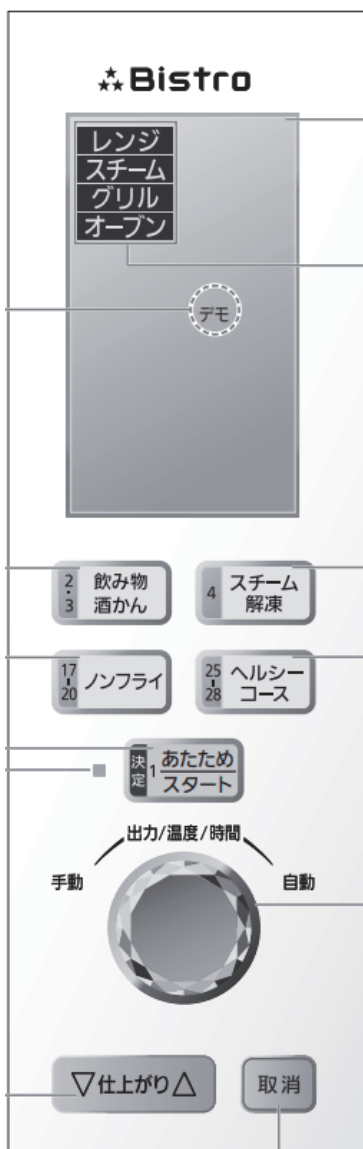 Bistro
レンジ
スチーム
グリル
オーブン
デモ
2・3 飲み物
酒かん
4 スチーム
解凍
17-20 ノンフライ
25-28 ヘルシー
コース
決定 1 あたため
スタート
出力/温度/時間
手動
自動
▽仕上がり△
取消